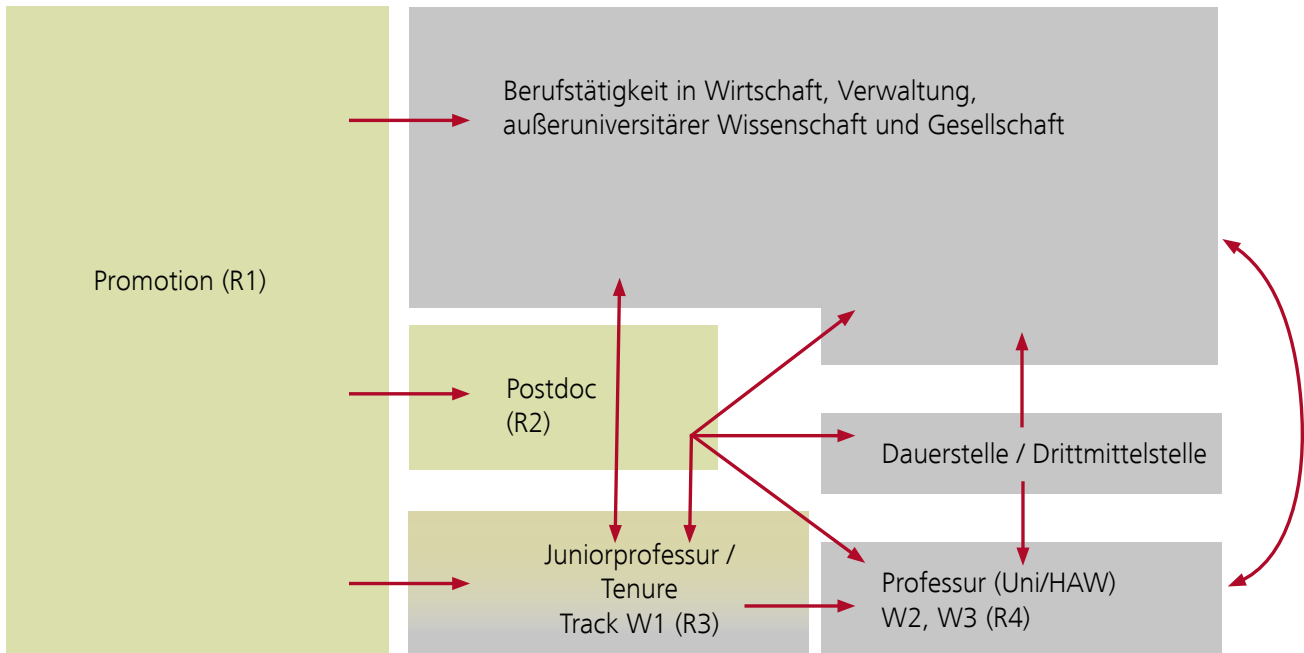 Berufstätigkeit in Wirtschaft, Verwaltung,
außeruniversitärer Wissenschaft und Gesellschaft
Promotion (R1)
Postdoc
(R2)
Dauerstelle / Drittmittelstelle
Juniorprofessur /
Tenure
Track W1 (R3)
Professur (Uni/HAW)
W2, W3 (R4)